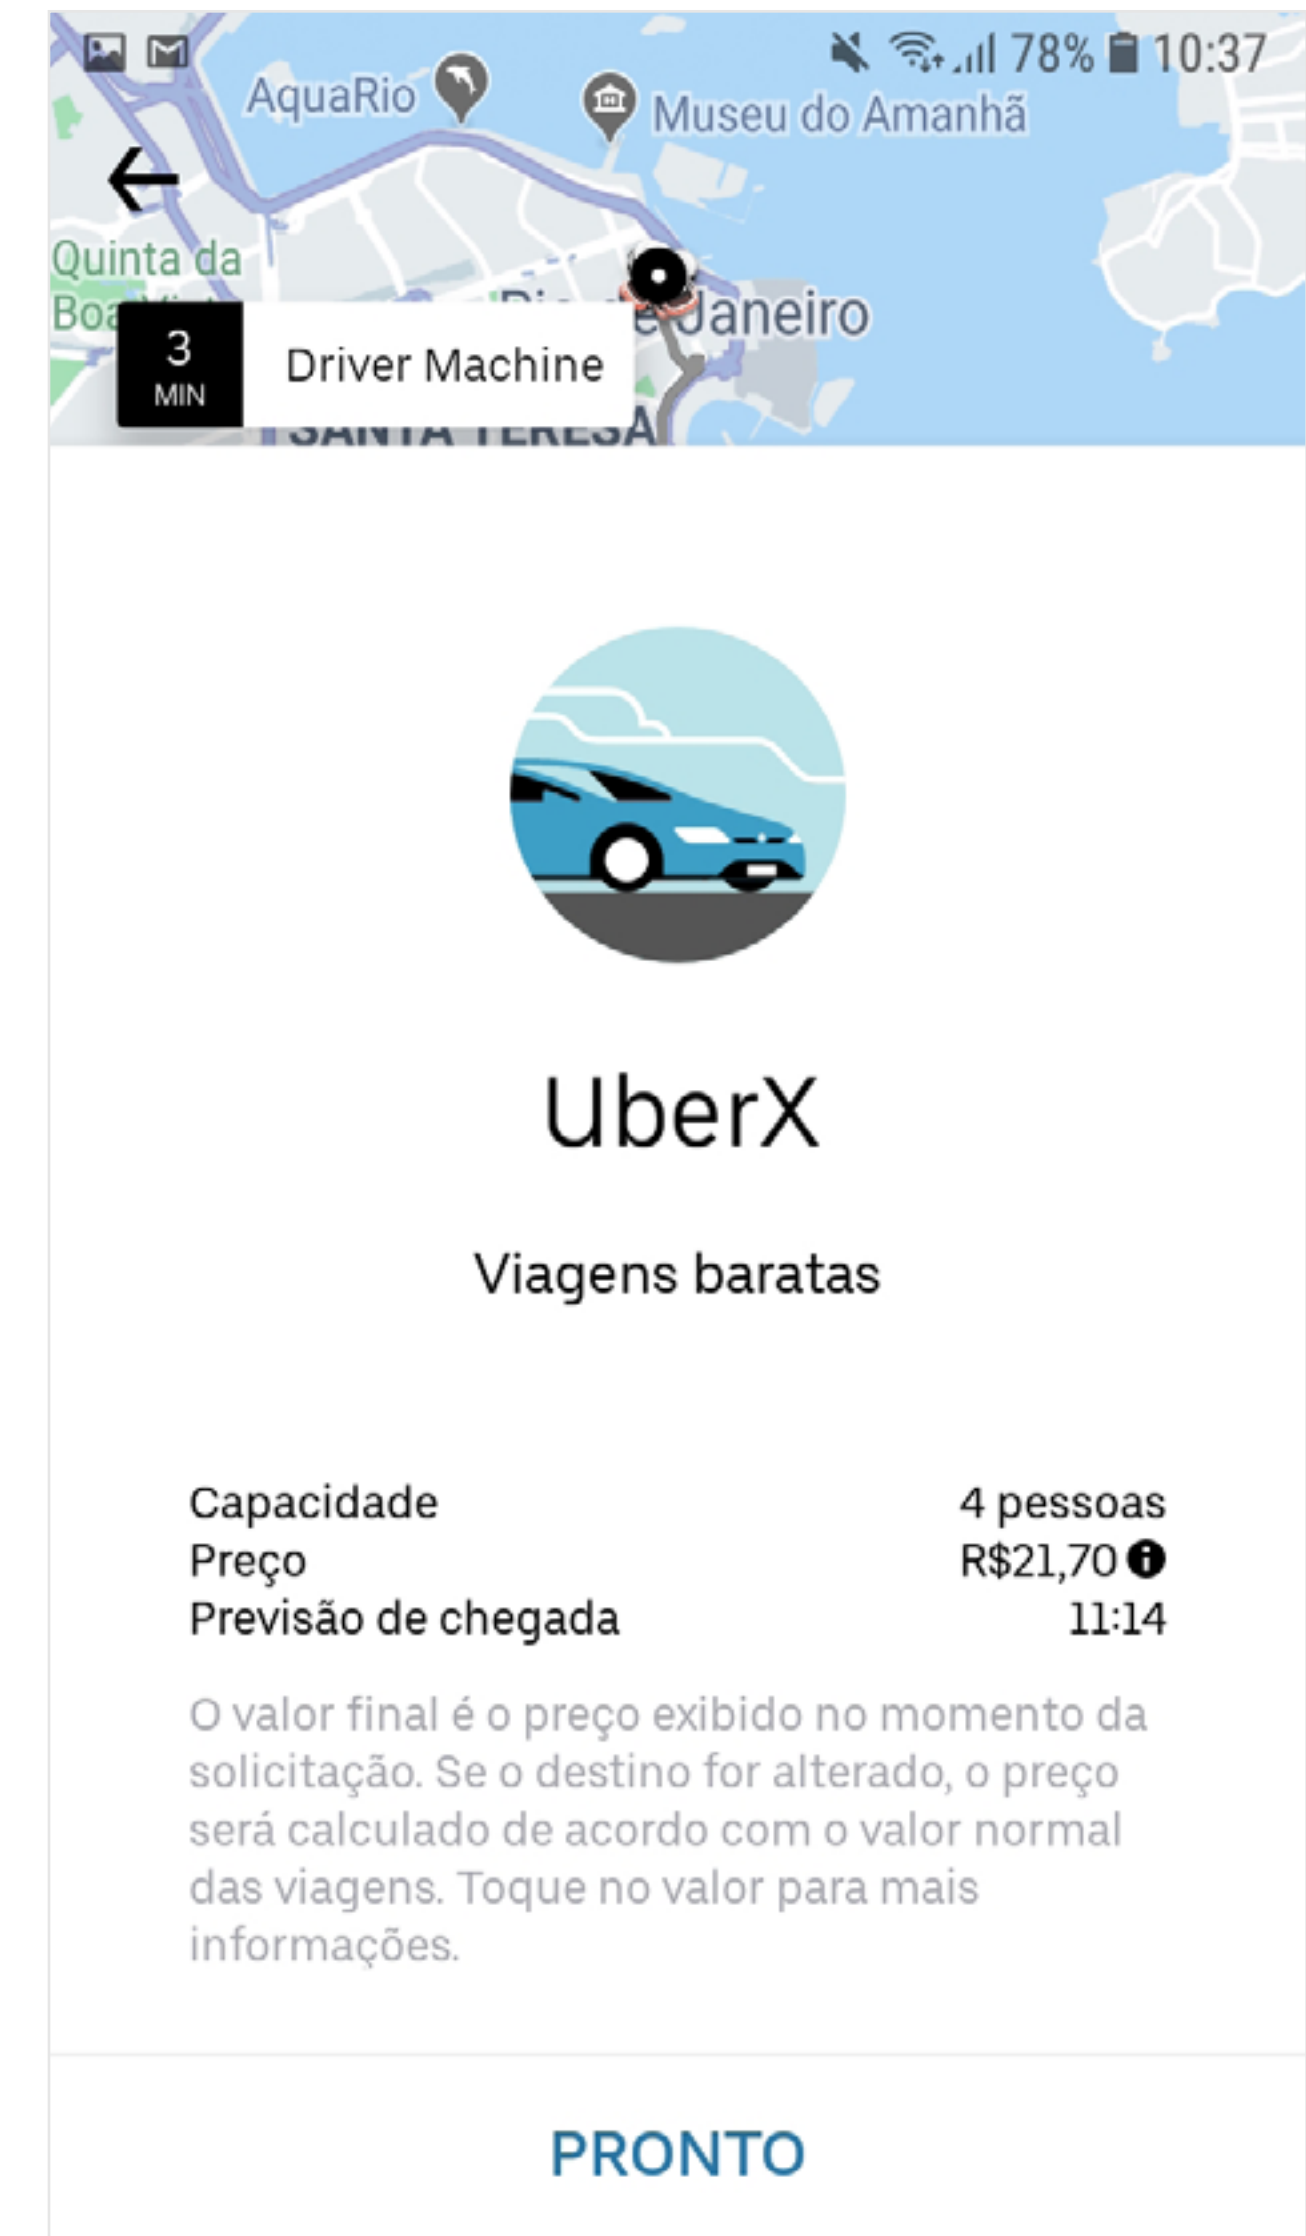 78% 10:37
AquaRio
Museu do Amanhã
Quinta da
Janeiro
3
MIN
Driver Machine
SANTA TERESA
UberX
Viagens baratas
Capacidade 4 pessoas
Preço R$21,70
Previsão de chegada 11:14
O valor final é o preço exibido no momento da
solicitação. Se o destino for alterado, o preço
será calculado de acordo com o valor normal
das viagens. Toque no valor para mais
informações.
PRONTO